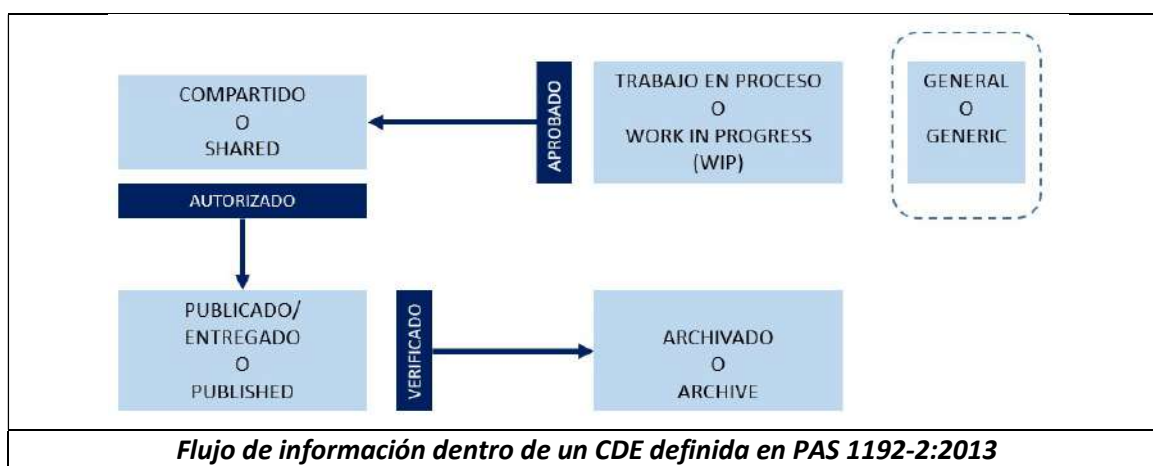 COMPARTIDO
O
SHARED
APROBADO
TRABAJO EN PROCESO
O
WORK IN PROGRESS
(WIP)
GENERAL
O
GENERIC
AUTORIZADO
PUBLICADO/
ENTREGADO
O
PUBLISHED
VERIFICADO
ARCHIVADO
O
ARCHIVE
Flujo de información dentro de un CDE definida en PAS 1192-2:2013